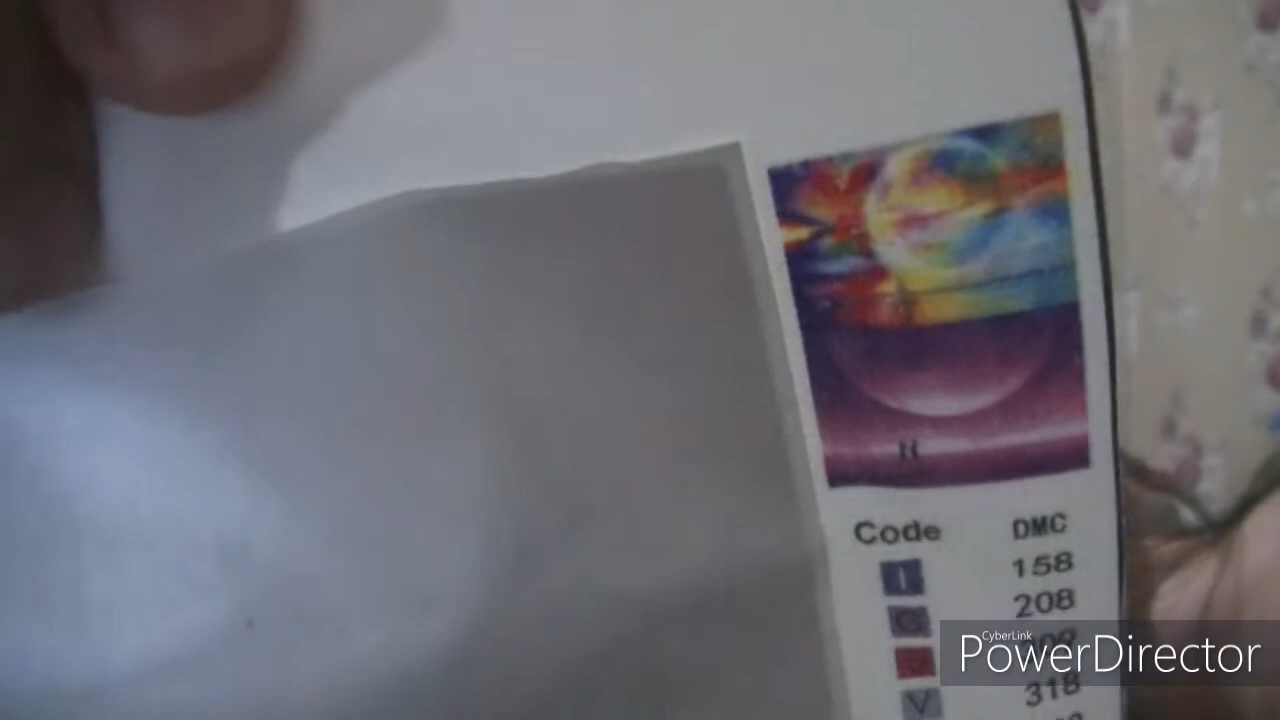 Code DMC
I 158
G 208
V 318
CyberLink
PowerDirector